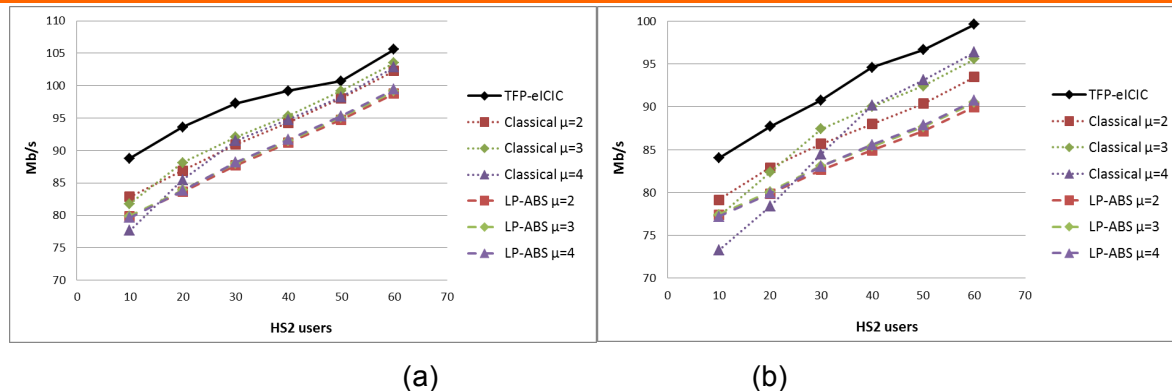 110
105
100
95
90
85
80
75
70
Mb/s
0 10 20 30 40 50 60 70
HS2 users
TFP-eICIC
Classical μ=2
Classical μ=3
Classical μ=4
LP-ABS μ=2
LP-ABS μ=3
LP-ABS μ=4
(a)
100
95
90
85
80
75
70
Mb/s
0 10 20 30 40 50 60 70
HS2 users
TFP-eICIC
Classical μ=2
Classical μ=3
Classical μ=4
LP-ABS μ=2
LP-ABS μ=3
LP-ABS μ=4
(b)